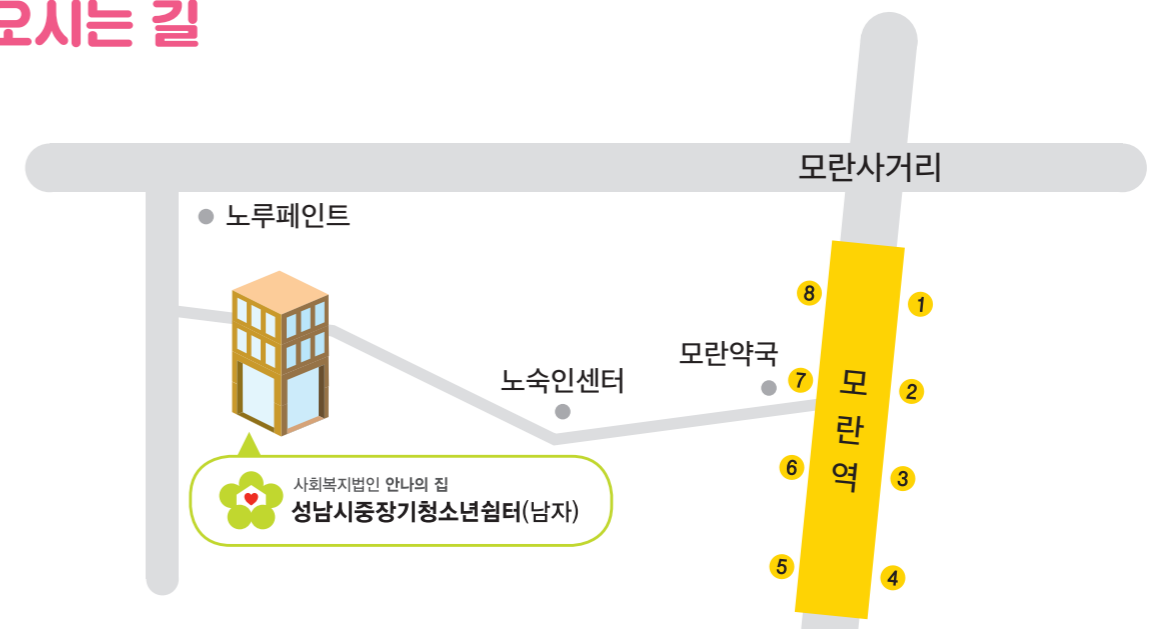 오시는 길
모란사거리
노루페인트
8
1
모란약국
7
2
노숙인센터
모란역
6
3
사회복지법인 안나의 집
성남시중장기청소년쉼터(남자)
5
4